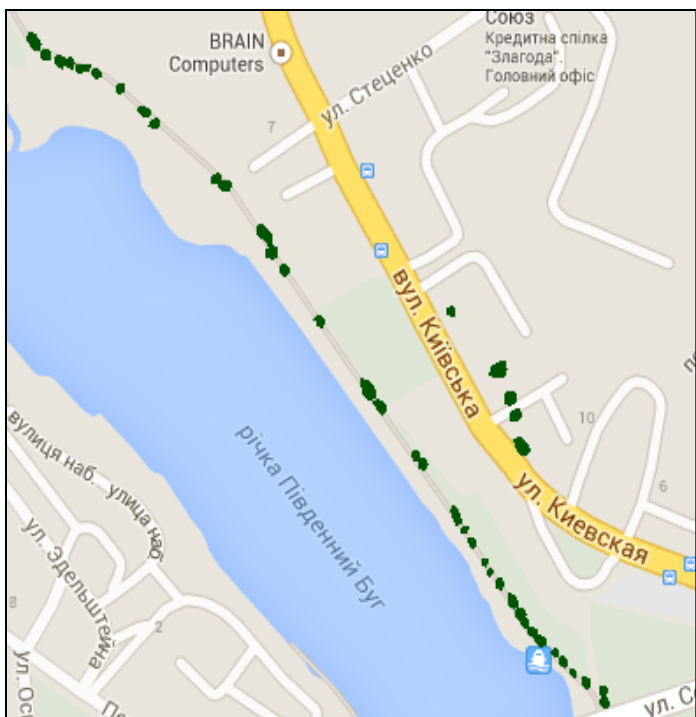 Союз
Кредитна спілка
"Злагода".
Головний офіс
BRAIN
Computers
ул. Стеценко
7
вул. Київська
10
6
ул. Киевская
річка Південний Буг
вулиця наб.
улица наб
ул. Эдельштейна
8
2